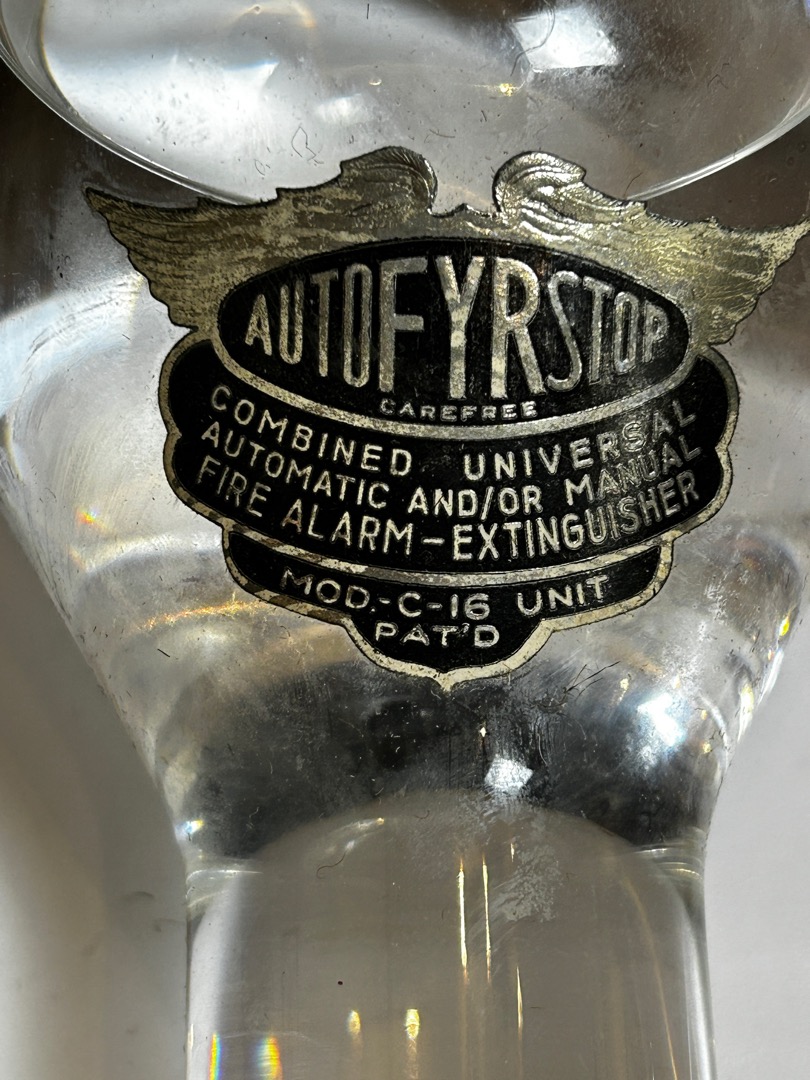 AUTOFYRSTOP
CAREFREE
COMBINED UNIVERSAL
AUTOMATIC AND/OR MANUAL
FIRE ALARM-EXTINGUISHER
MOD.-C-16 UNIT
PAT'D